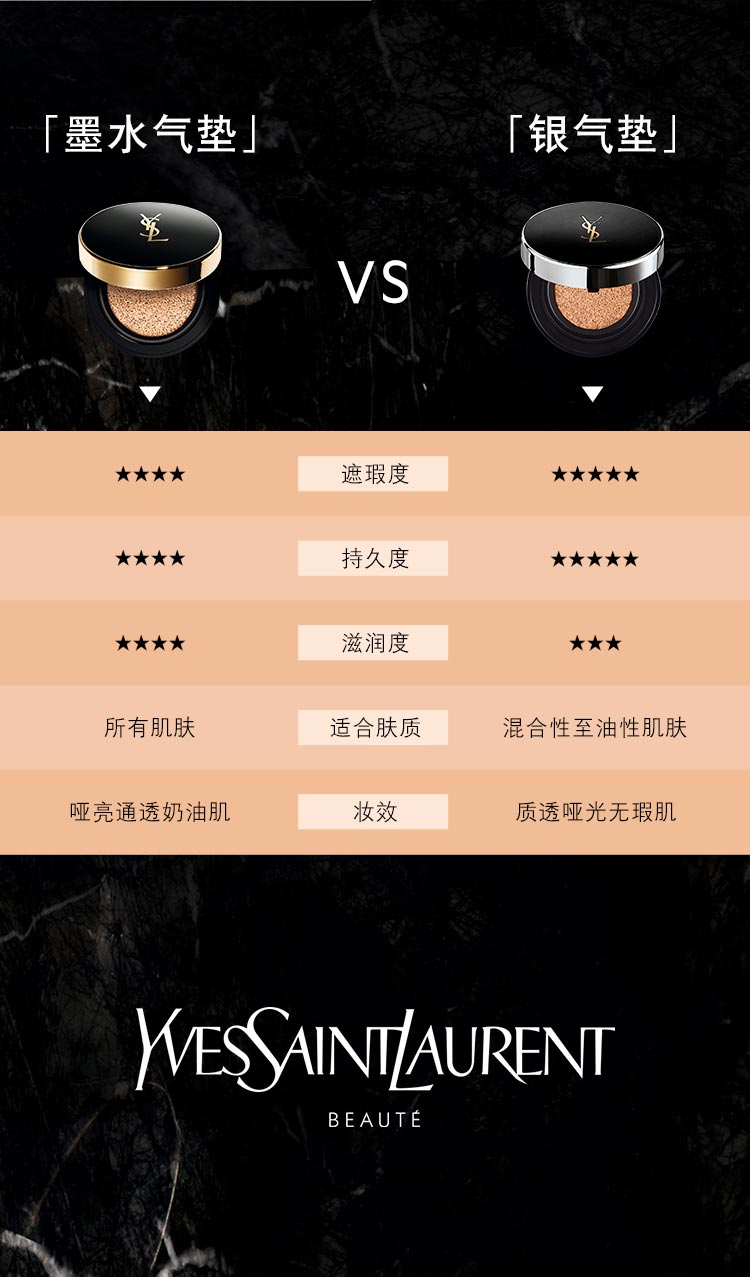 「墨水气垫」
「银气垫」
YSL
VS
YSL
★★★★ 遮瑕度 ★★★★★
★★★★ 持久度 ★★★★★
★★★★ 滋润度 ★★★
所有肌肤 适合肤质 混合性至油性肌肤
哑亮通透奶油肌 妆效 质透哑光无瑕肌
YVESSAINTLAURENT
BEAUTÉ